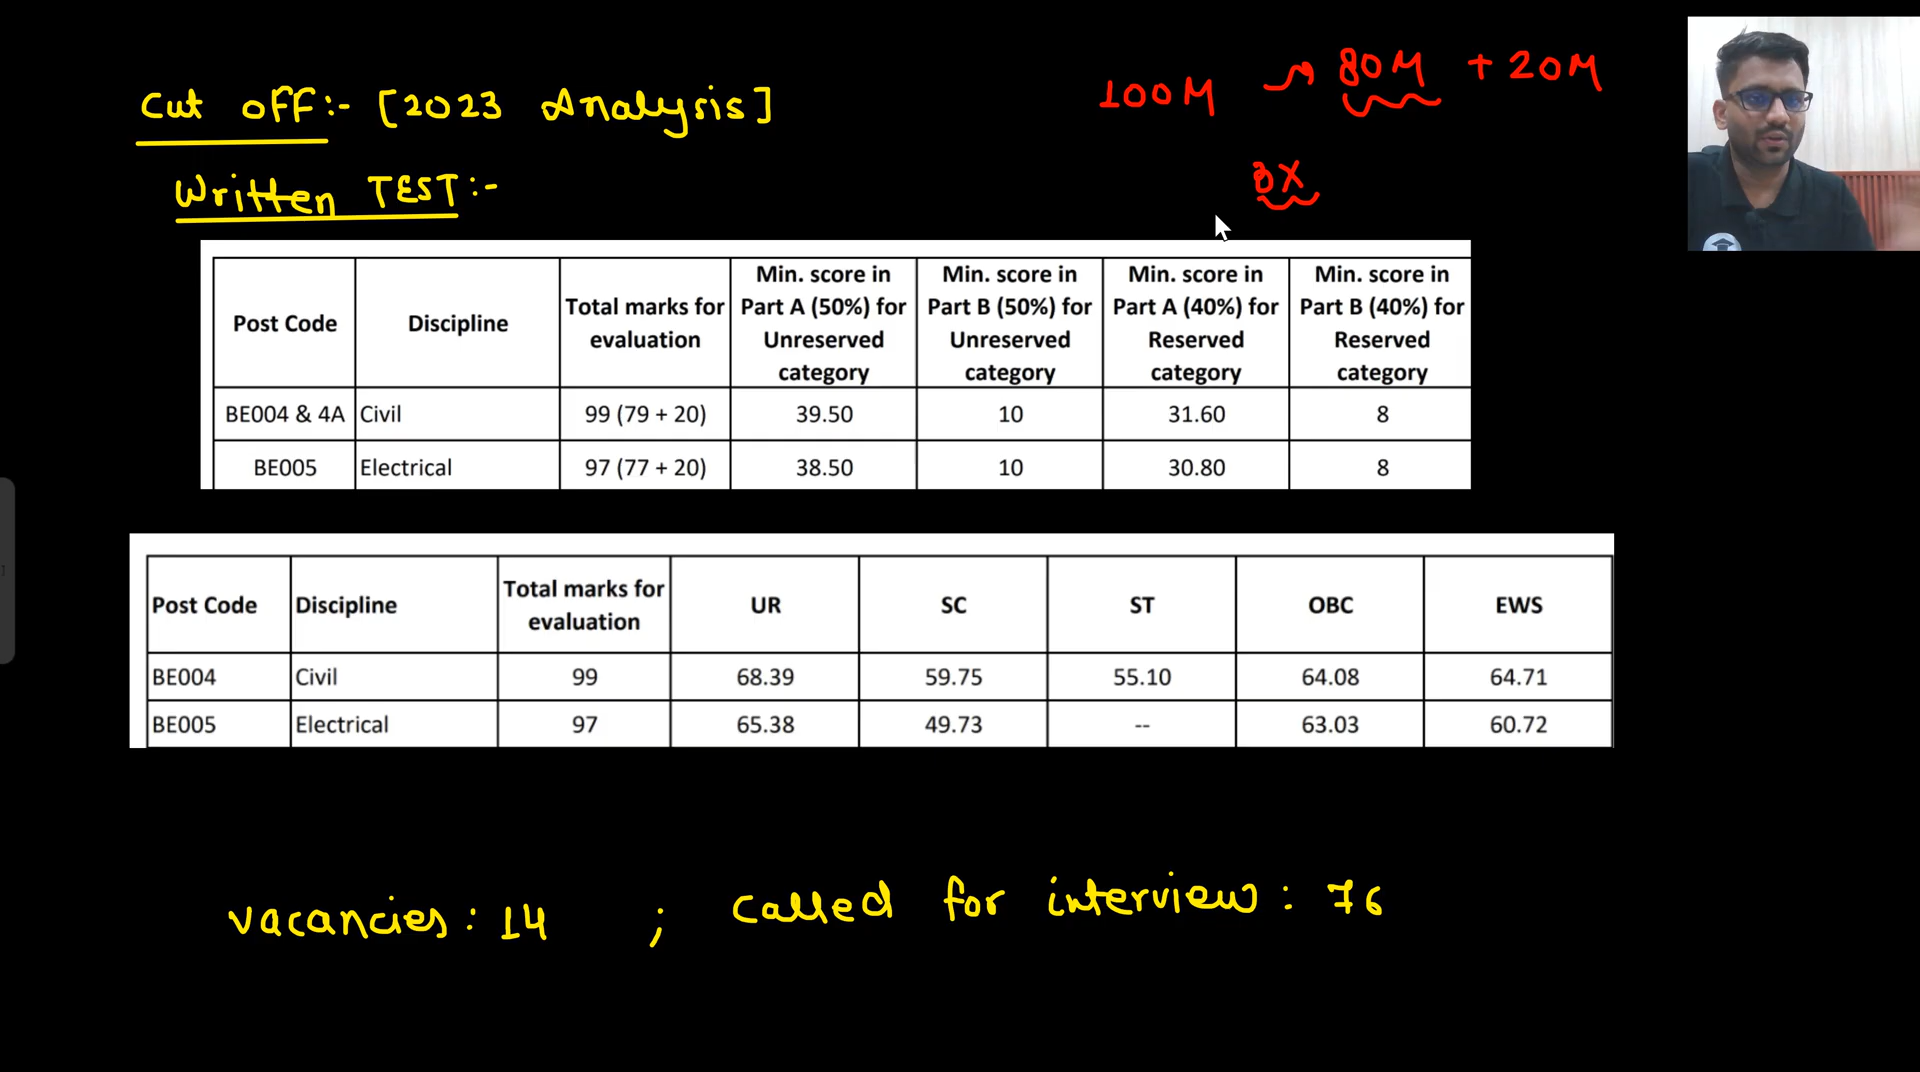 Cut off:- [2023 Analysis]
100M → 80M + 20M
Written TEST:-
3X
Post Code | Discipline | Total marks for evaluation | Min. score in Part A (50%) for Unreserved category | Min. score in Part B (50%) for Unreserved category | Min. score in Part A (40%) for Reserved category | Min. score in Part B (40%) for Reserved category
BE004 & 4A | Civil | 99 (79 + 20) | 39.50 | 10 | 31.60 | 8
BE005 | Electrical | 97 (77 + 20) | 38.50 | 10 | 30.80 | 8
Post Code | Discipline | Total marks for evaluation | UR | SC | ST | OBC | EWS
BE004 | Civil | 99 | 68.39 | 59.75 | 55.10 | 64.08 | 64.71
BE005 | Electrical | 97 | 65.38 | 49.73 | -- | 63.03 | 60.72
vacancies: 14 ; called for interview: 76